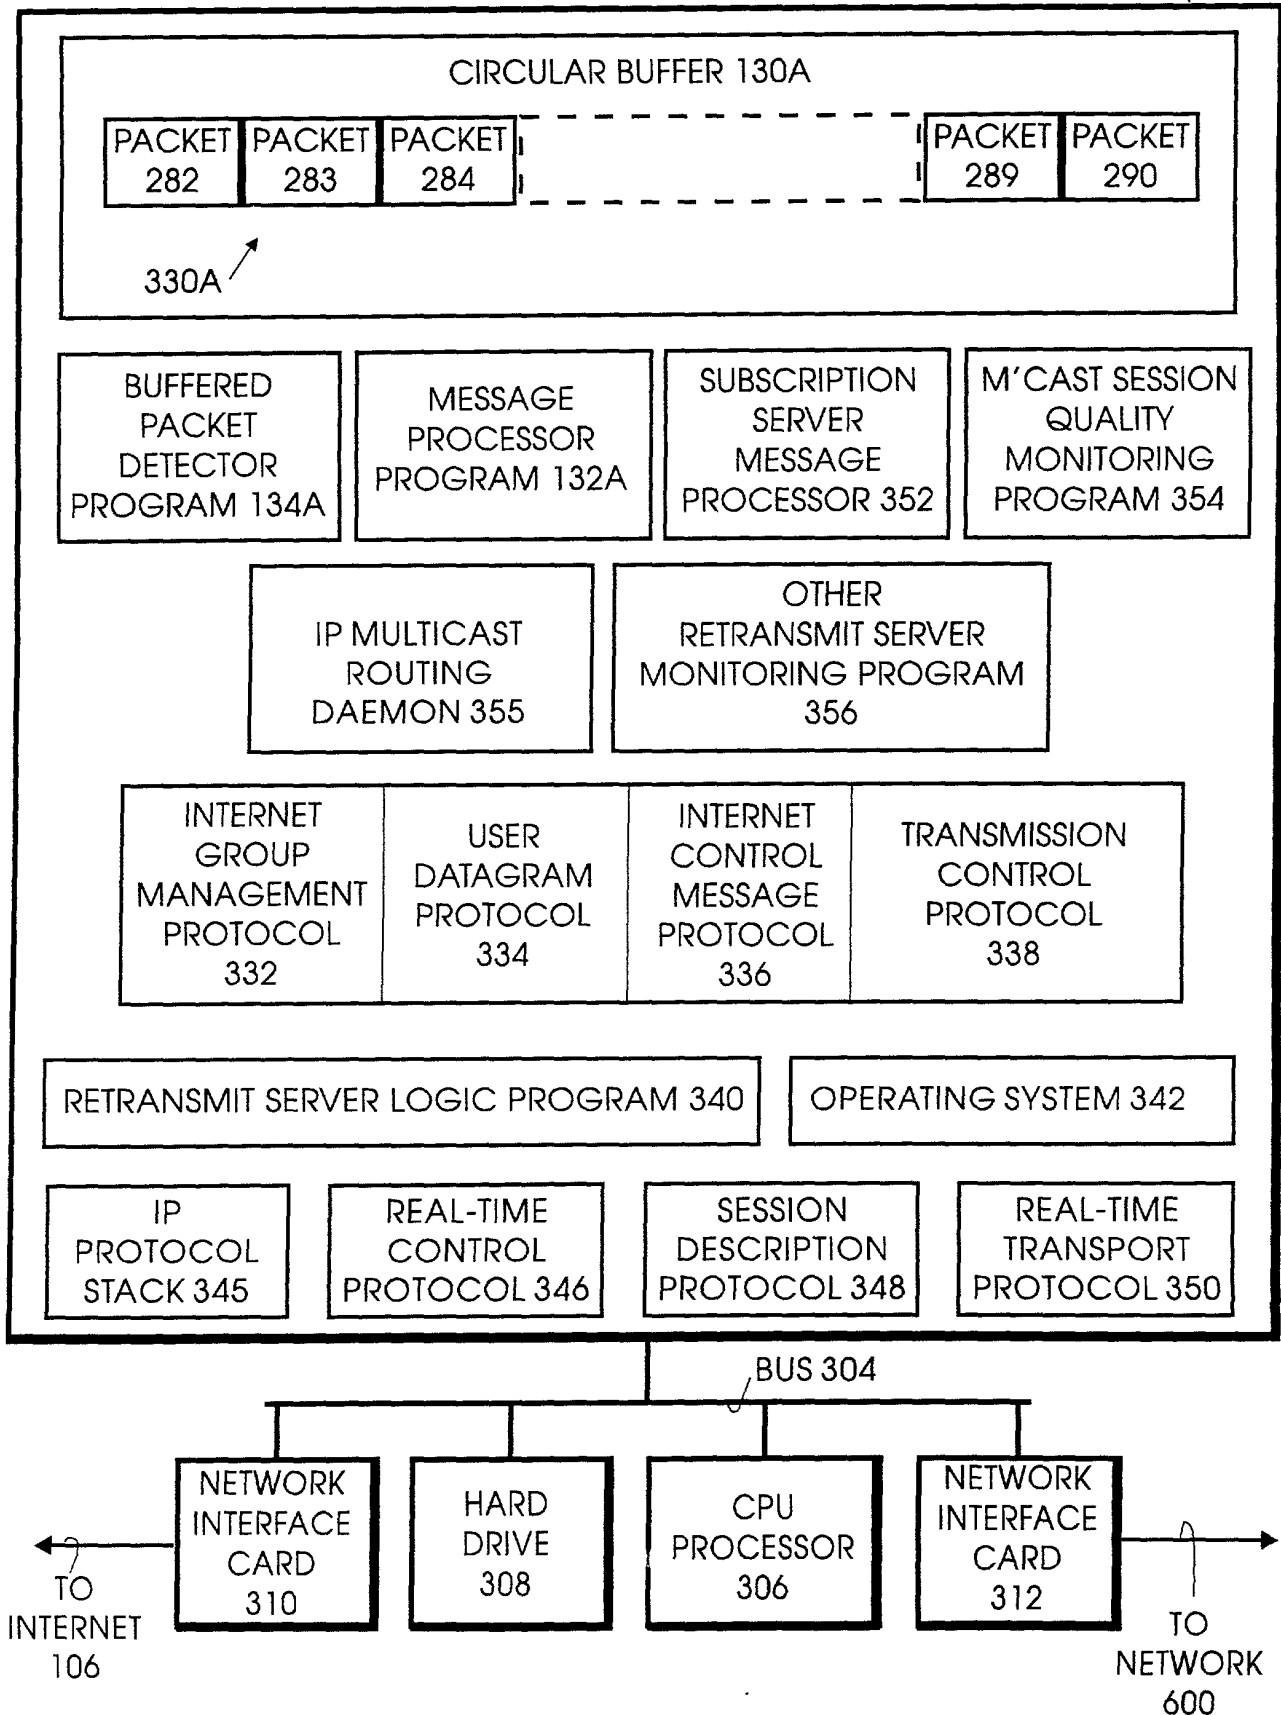 CIRCULAR BUFFER 130A
PACKET
282
PACKET
283
PACKET
284
PACKET
289
PACKET
290
330A
BUFFERED
PACKET
DETECTOR
PROGRAM 134A
MESSAGE
PROCESSOR
PROGRAM 132A
SUBSCRIPTION
SERVER
MESSAGE
PROCESSOR 352
M'CAST SESSION
QUALITY
MONITORING
PROGRAM 354
IP MULTICAST
ROUTING
DAEMON 355
OTHER
RETRANSMIT SERVER
MONITORING PROGRAM
356
INTERNET
GROUP
MANAGEMENT
PROTOCOL
332
USER
DATAGRAM
PROTOCOL
334
INTERNET
CONTROL
MESSAGE
PROTOCOL
336
TRANSMISSION
CONTROL
PROTOCOL
338
RETRANSMIT SERVER LOGIC PROGRAM 340
OPERATING SYSTEM 342
IP
PROTOCOL
STACK 345
REAL-TIME
CONTROL
PROTOCOL 346
SESSION
DESCRIPTION
PROTOCOL 348
REAL-TIME
TRANSPORT
PROTOCOL 350
BUS 304
NETWORK
INTERFACE
CARD
310
HARD
DRIVE
308
CPU
PROCESSOR
306
NETWORK
INTERFACE
CARD
312
TO
INTERNET
106
TO
NETWORK
600